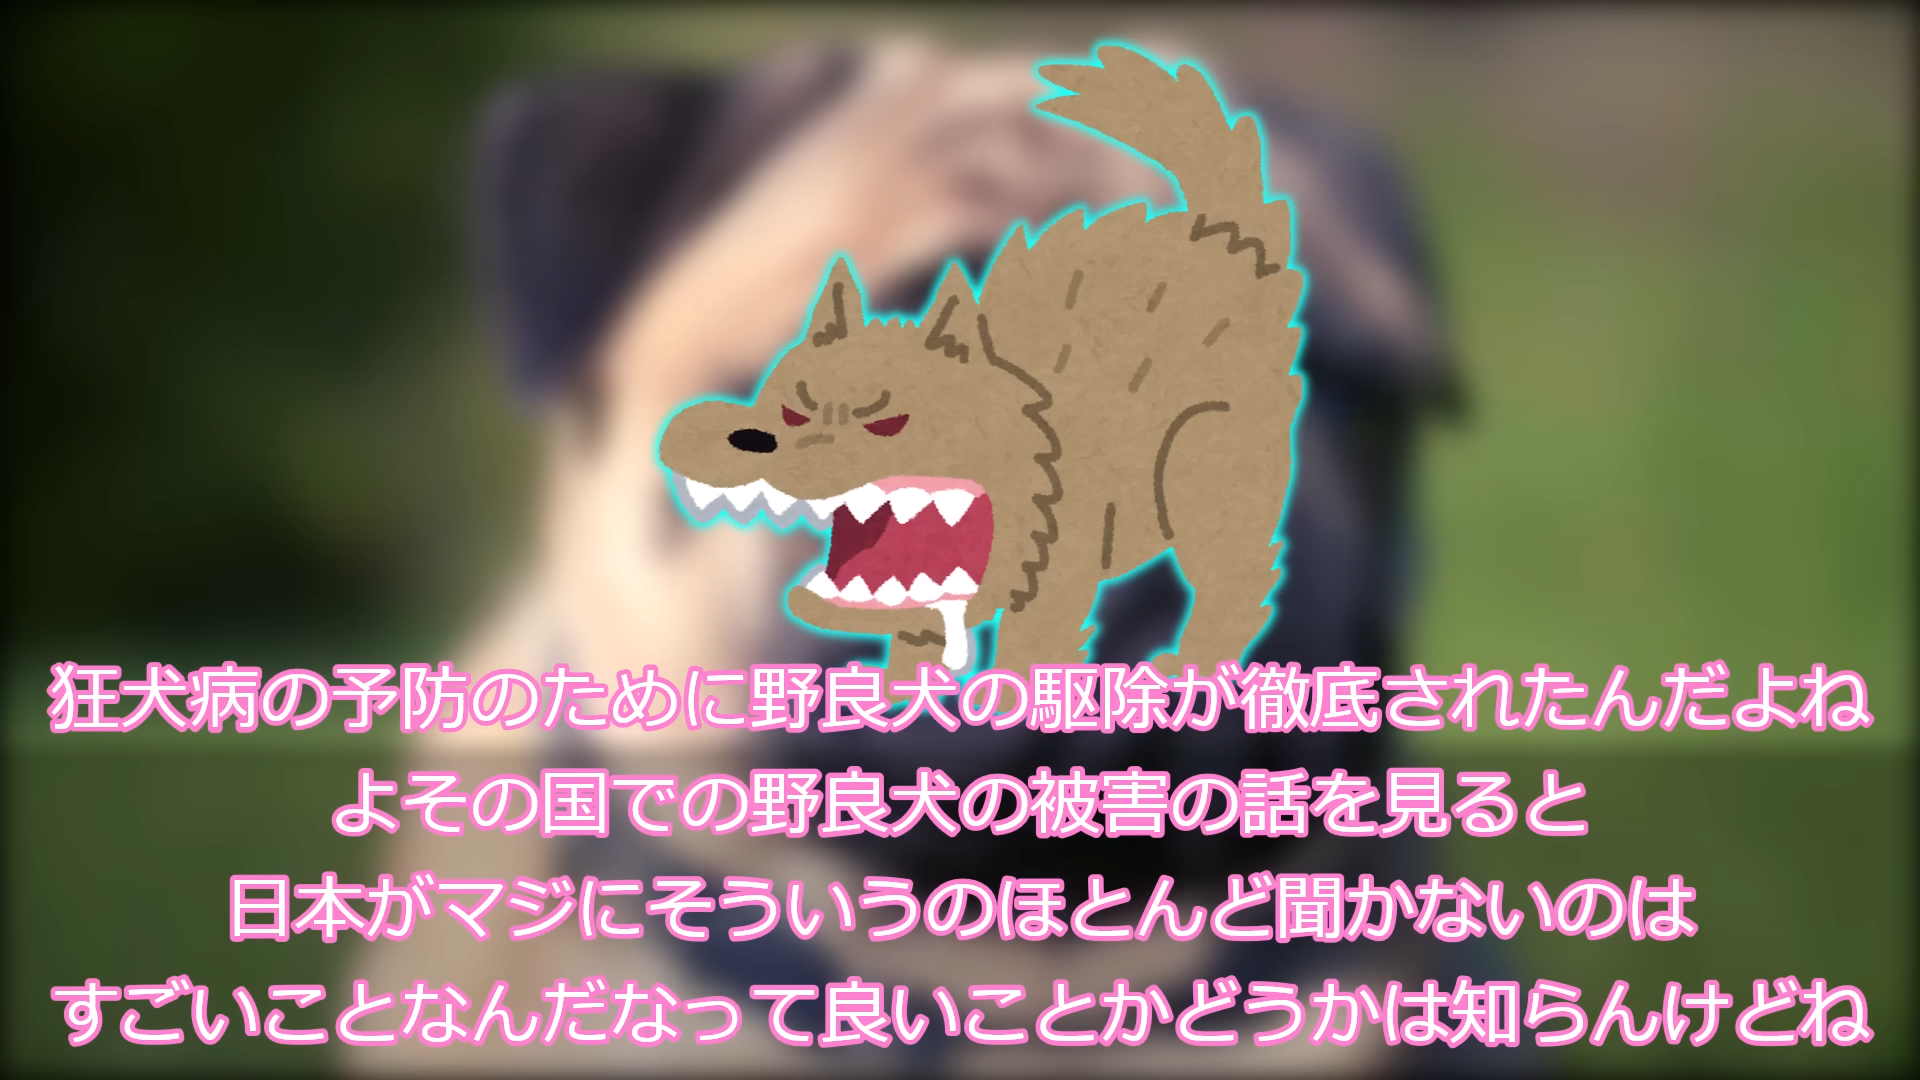 狂犬病の予防のために野良犬の駆除が徹底されたんだよね
よその国での野良犬の被害の話を見ると
日本がマジにそういうのほとんど聞かないのは
すごいことなんだなって良いことかどうかは知らんけどね